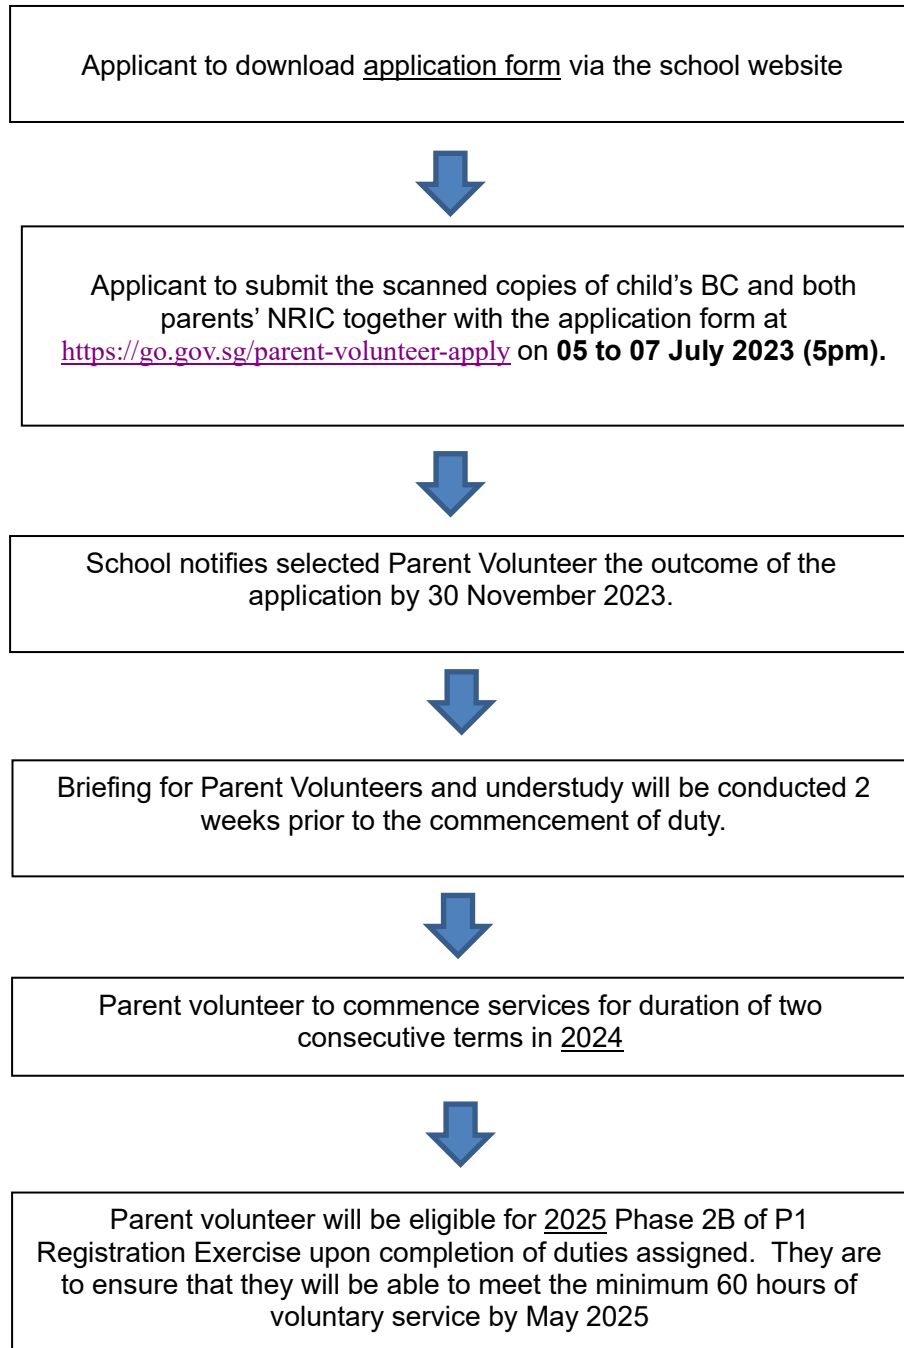 Applicant to download application form via the school website
Applicant to submit the scanned copies of child’s BC and both
parents’ NRIC together with the application form at
https://go.gov.sg/parent-volunteer-apply on 05 to 07 July 2023 (5pm).
School notifies selected Parent Volunteer the outcome of the
application by 30 November 2023.
Briefing for Parent Volunteers and understudy will be conducted 2
weeks prior to the commencement of duty.
Parent volunteer to commence services for duration of two
consecutive terms in 2024
Parent volunteer will be eligible for 2025 Phase 2B of P1
Registration Exercise upon completion of duties assigned.  They are
to ensure that they will be able to meet the minimum 60 hours of
voluntary service by May 2025